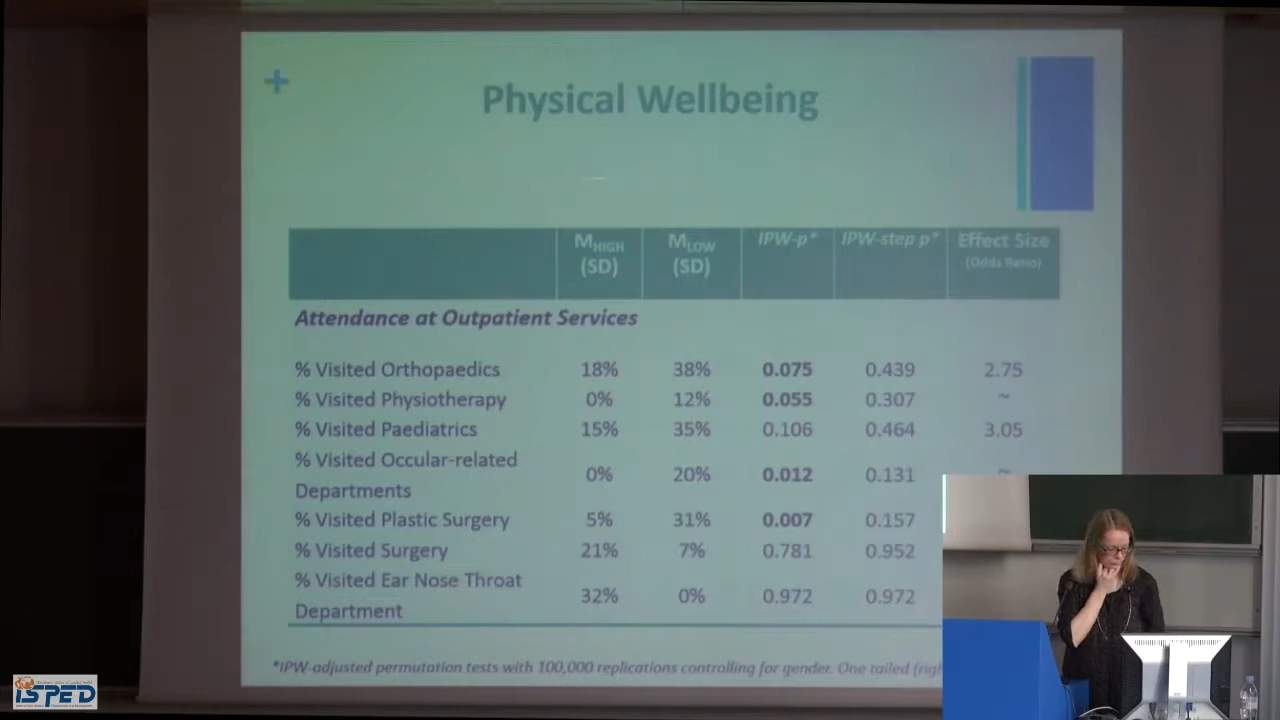 +
Physical Wellbeing
M HIGH (SD) M LOW (SD) IPW-p* IPW-step p* Effect Size (Odds Ratio)
Attendance at Outpatient Services
% Visited Orthopaedics 18% 38% 0.075 0.439 2.75
% Visited Physiotherapy 0% 12% 0.055 0.307 ~
% Visited Paediatrics 15% 35% 0.106 0.464 3.05
% Visited Occular-related
Departments 0% 20% 0.012 0.131
% Visited Plastic Surgery 5% 31% 0.007 0.157
% Visited Surgery 21% 7% 0.781 0.952
% Visited Ear Nose Throat
Department 32% 0% 0.972 0.972
*IPW-adjusted permutation tests with 100,000 replications controlling for gender. One tailed
ISPED